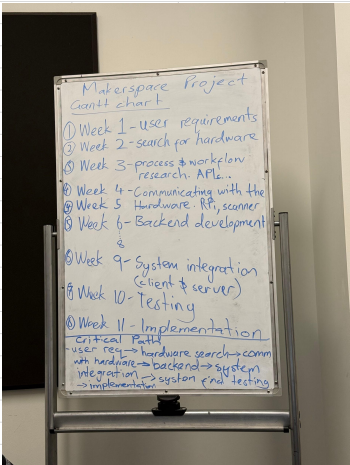 Makerspace Project
Gantt chart
① Week 1 - user requirements
② Week 2 - search for hardware
③ Week 3 - process & workflow
research. API...
④ Week 4 - Communicating with the
Week 5 Hardware. RPi, scanner
⑤ Week 6 - Backend development
8
⑥ Week 9 - System integration
(client & server)
⑦ Week 10 - Testing
⑧ Week 11 - Implementation
Critical Path
- user req → hardware search → comm
with hardware → backend → system
integration → system testing
→ implementation